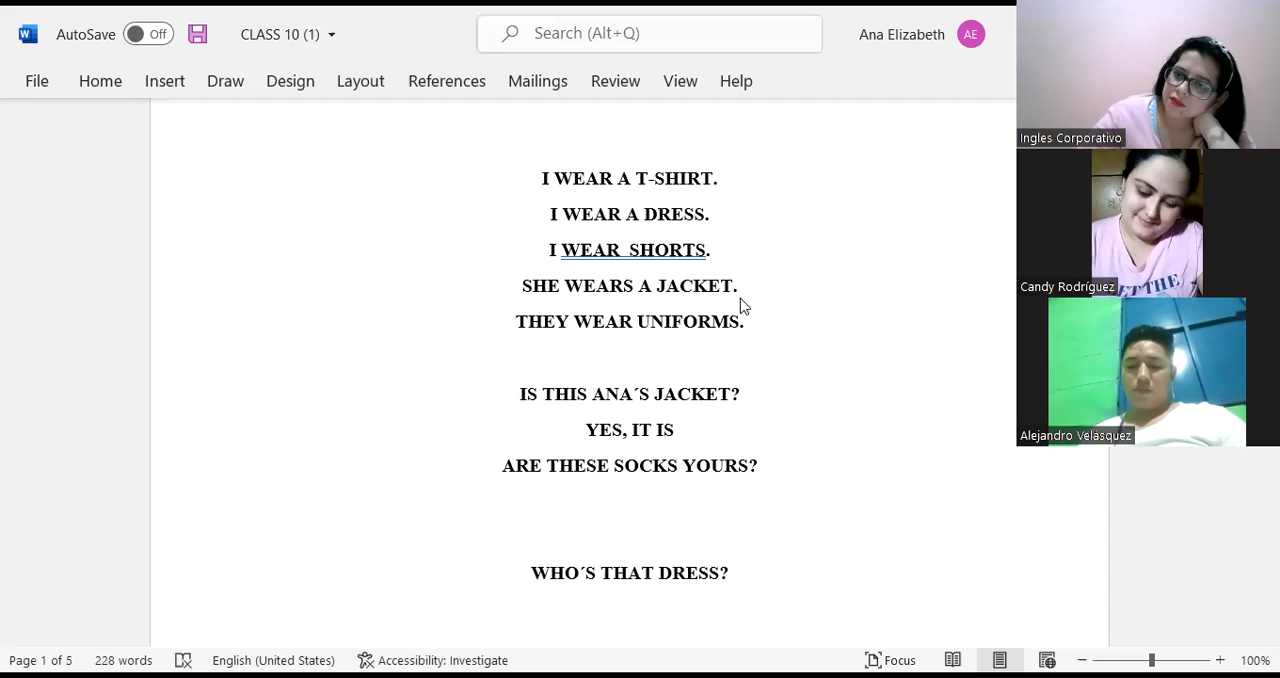 AutoSave Off CLASS 10 (1) Search (Alt+Q) Ana Elizabeth AE
File Home Insert Draw Design Layout References Mailings Review View Help
I WEAR A T-SHIRT.
I WEAR A DRESS.
I WEAR  SHORTS.
SHE WEARS A JACKET.
THEY WEAR UNIFORMS.
IS THIS ANA´S JACKET?
YES, IT IS
ARE THESE SOCKS YOURS?
WHO´S THAT DRESS?
Ingles Corporativo
Candy Rodríguez
Alejandro Velásquez
Page 1 of 5 228 words English (United States) Accessibility: Investigate Focus 100%